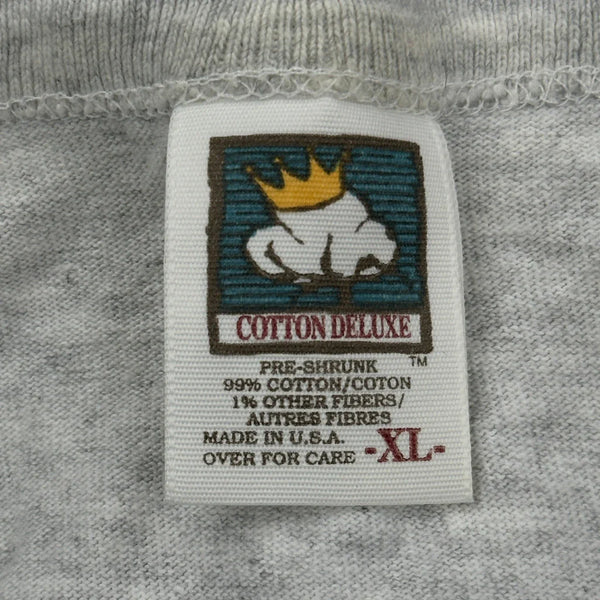 COTTON DELUXE
™
PRE-SHRUNK
99% COTTON/COTON
1% OTHER FIBERS/
AUTRES FIBRES
MADE IN U.S.A.
OVER FOR CARE
-XL-